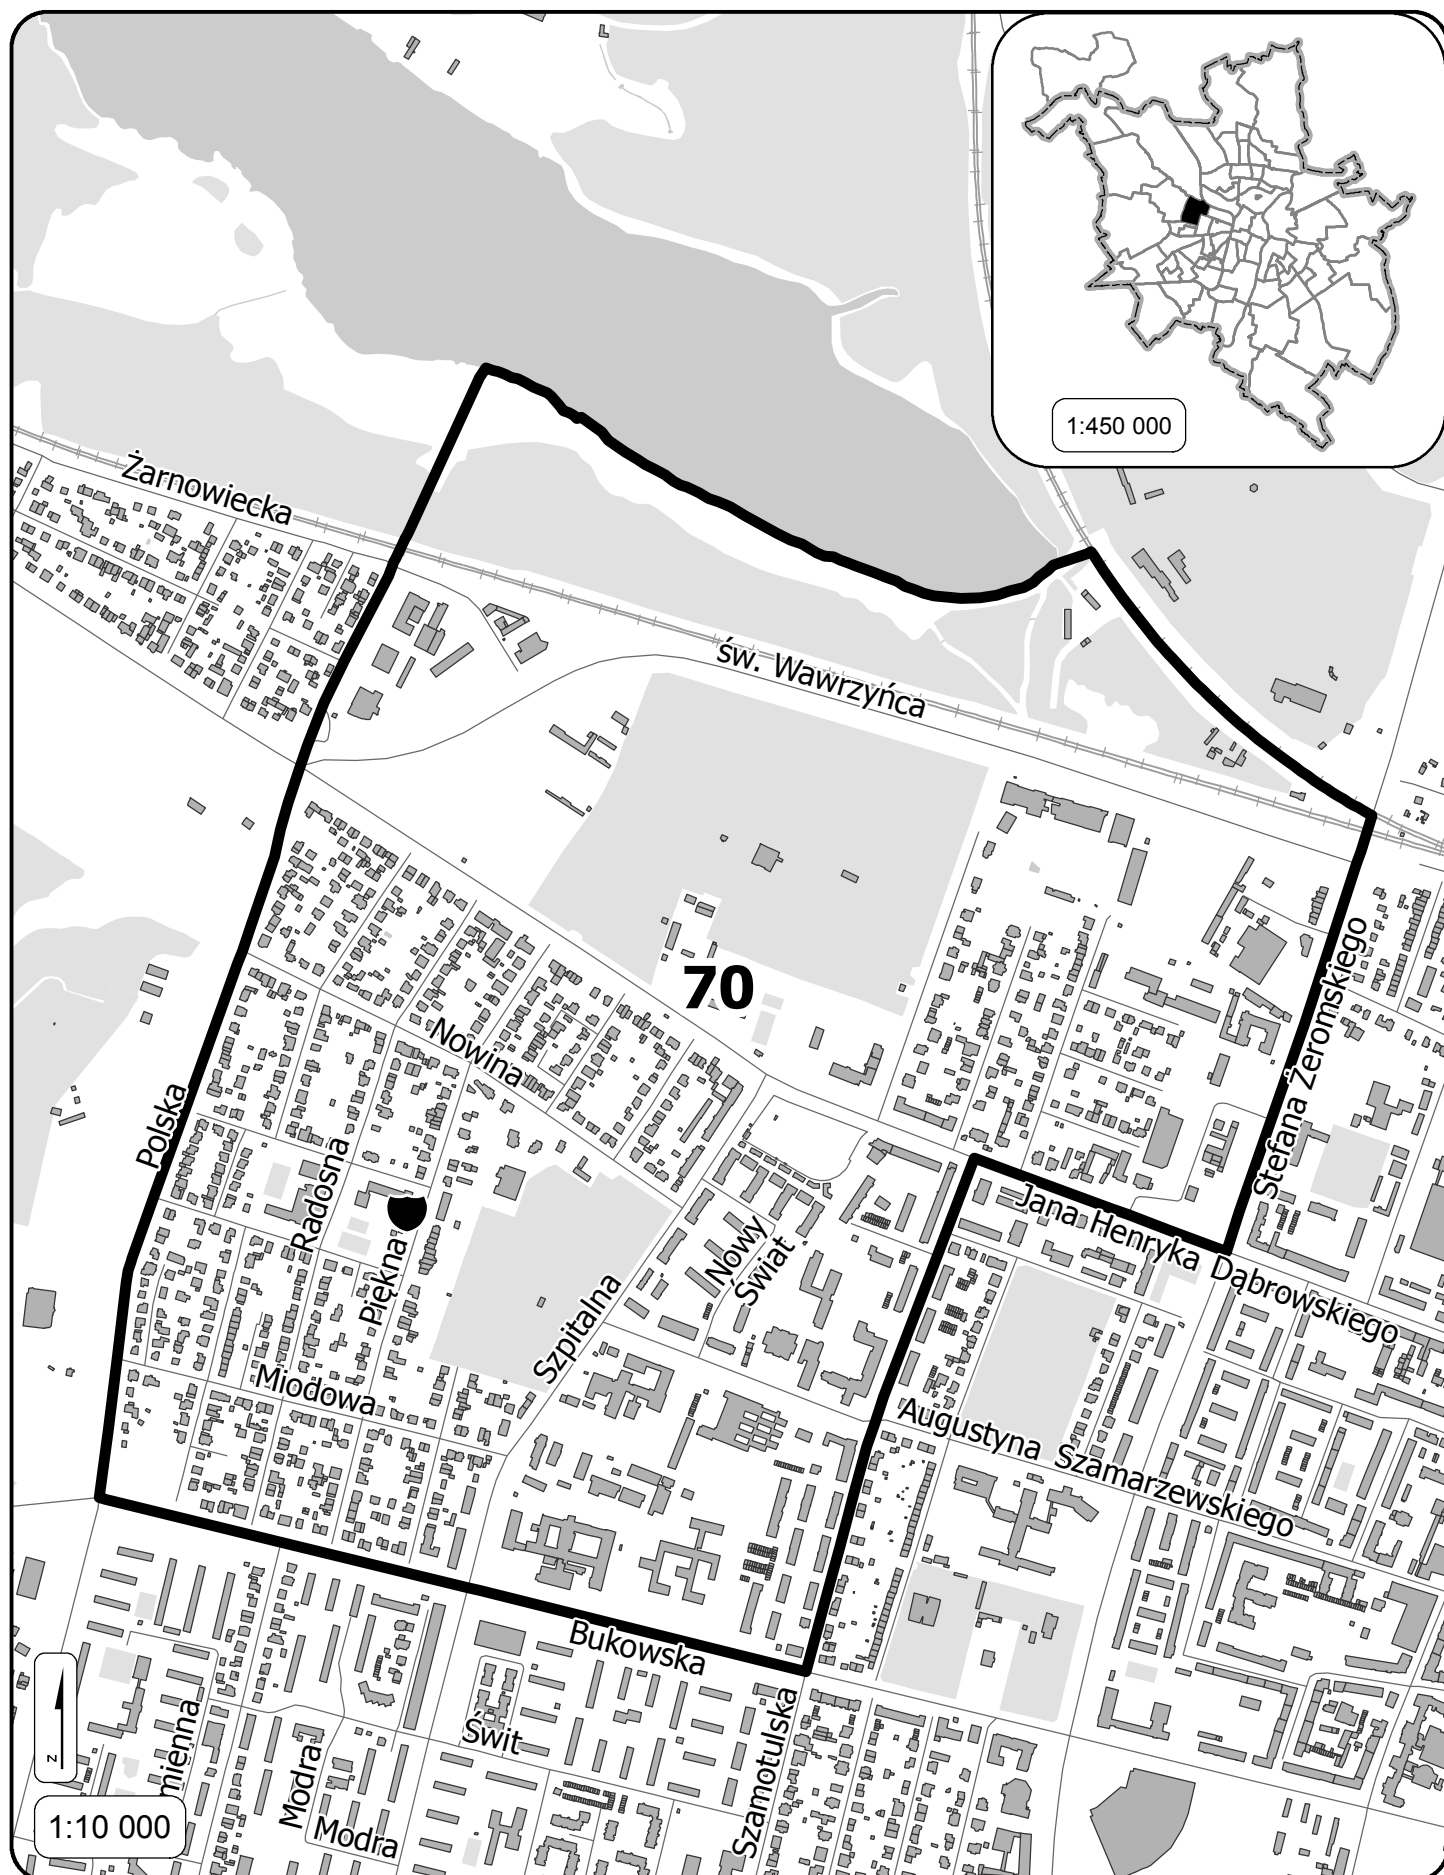 1:450 000
Żarnowiecka
św. Wawrzyńca
70
Stefana Żeromskiego
Nowina
Polska
Radosna
Piękna
Jana Henryka Dąbrowskiego
Nowy
Świat
Szpitalna
Miodowa
Augustyna Szamarzewskiego
Bukowska
Szamotulska
Świt
mienna
Modra
Modra
z
1:10 000